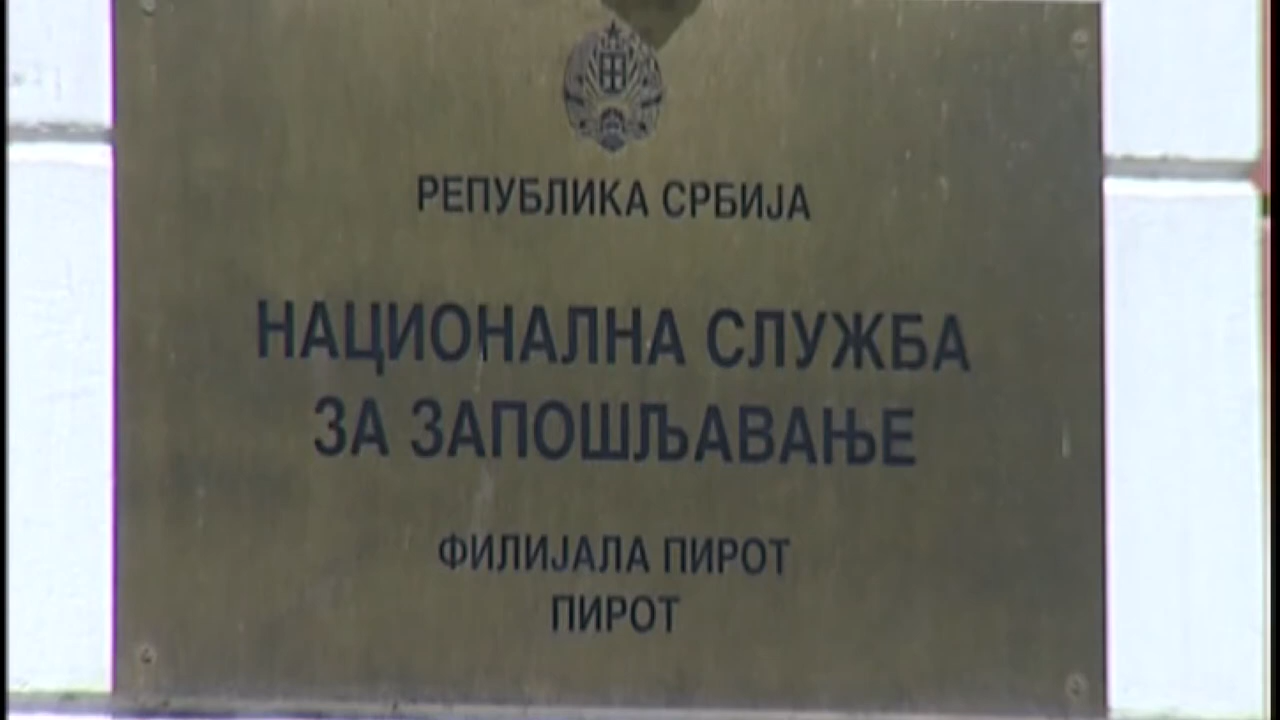 РЕПУБЛИКА СРБИЈА
НАЦИОНАЛНА СЛУЖБА
ЗА ЗАПОШЉАВАЊЕ
ФИЛИЈАЛА ПИРОТ
ПИРОТ